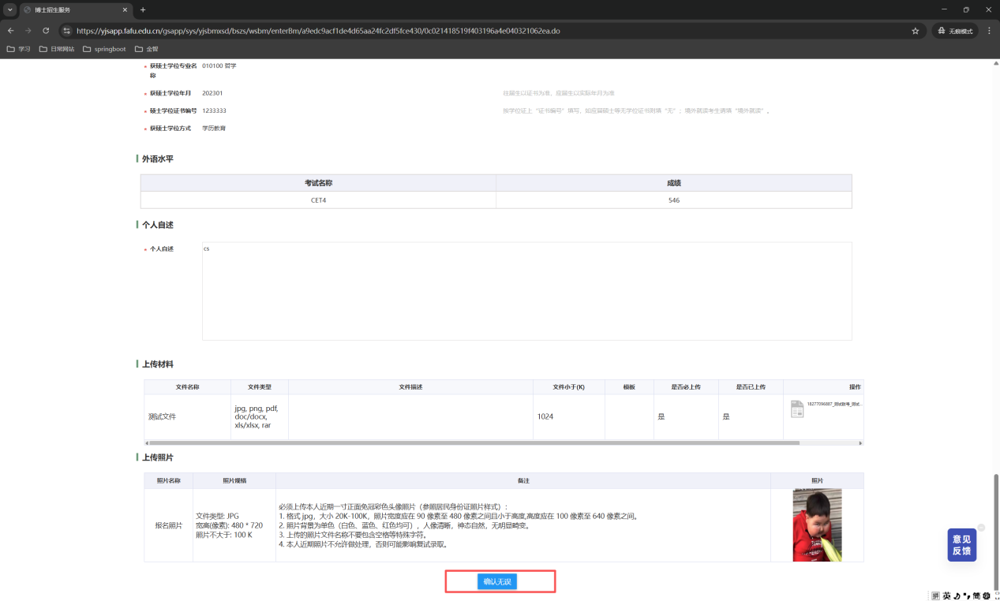 博士招生服务
https://yjsapp.fafu.edu.cn/gsapp/sys/yjsbmxsd/bszs/wsbm/enterBm/a9edc9acf1de4d65aa24fc2df5fce430/0c021418519f403196a4e040321062ea.do
无痕模式
学习 日常网站 springboot 金智
* 获硕士学位专业名称 010100 哲学
* 获硕士学位年月 202301 往届生以证书为准，应届生以实际年月为准
* 硕士学位证书编号 1233333 按学位证上“证书编号”填写，如应届硕士等无学位证书则填“无”；境外就读考生请填“境外就读”。
* 获硕士学位方式 学历教育
外语水平
考试名称 成绩
CET4 546
个人自述
* 个人自述 cs
上传材料
文件名称 文件类型 文件描述 文件小于(K) 模板 是否必上传 是否已上传 操作
测试文件 jpg, png, pdf, doc/docx, xls/xlsx, rar 1024 是 是
上传照片
照片名称 照片规格 备注 照片
报名照片
文件类型: JPG
宽高(像素): 480 * 720
照片不大于: 100 K
必须上传本人近期一寸正面免冠彩色头像照片（参照居民身份证照片样式）:
1. 格式 jpg，大小 20K-100K，照片宽度应在 90 像素至 480 像素之间且小于高度,高度应在 100 像素至 640 像素之间。
2. 照片背景为单色（白色、蓝色、红色均可），人像清晰，神态自然，无明显畸变。
3. 上传的照片文件名称不要包含空格等特殊字符。
4. 本人近期照片不允许做处理，否则可能影响复试录取。
确认无误
意见
反馈
拼 英 简